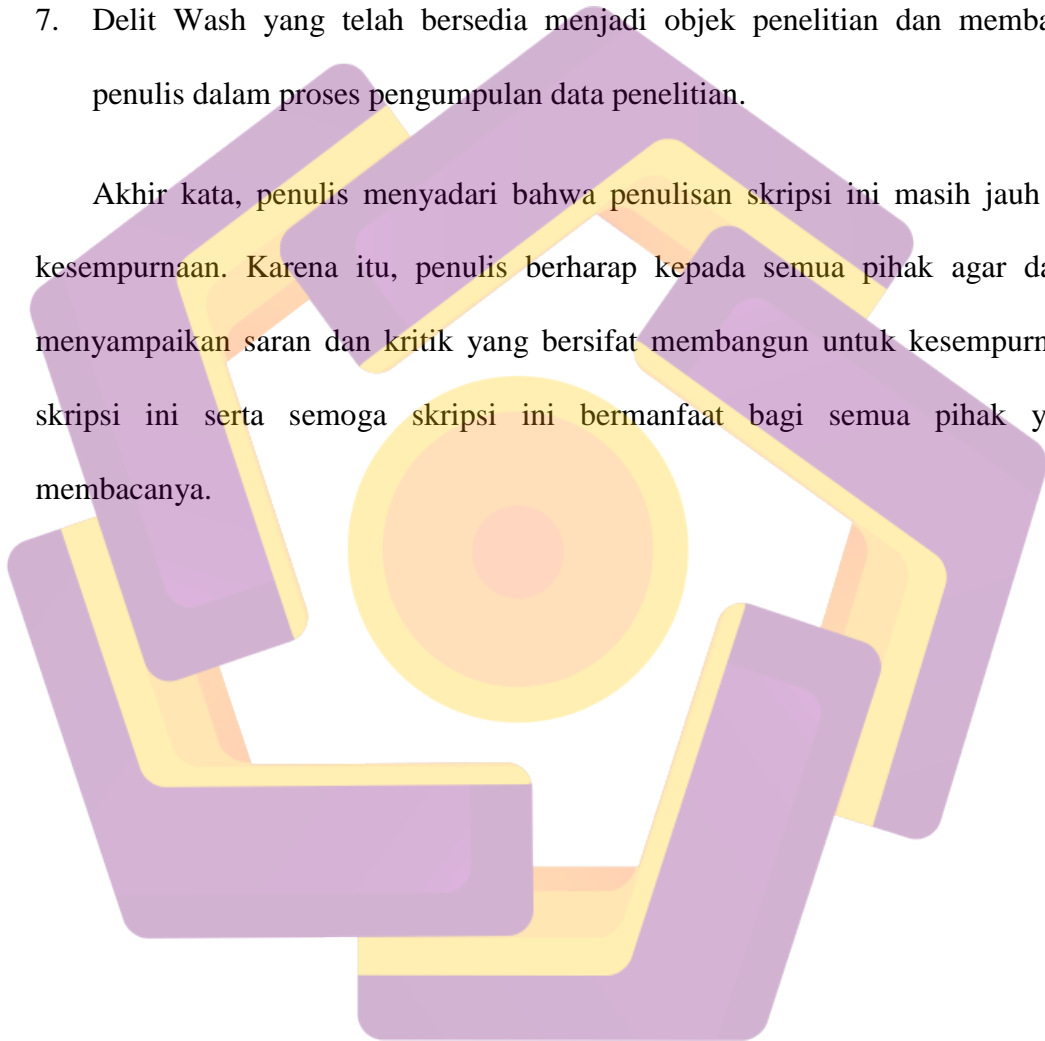 7. Delit Wash yang telah bersedia menjadi objek penelitian dan memba
penulis dalam proses pengumpulan data penelitian.
Akhir kata, penulis menyadari bahwa penulisan skripsi ini masih jauh
kesempurnaan. Karena itu, penulis berharap kepada semua pihak agar da
menyampaikan saran dan kritik yang bersifat membangun untuk kesempurn
skripsi ini serta semoga skripsi ini bermanfaat bagi semua pihak y
membacanya.